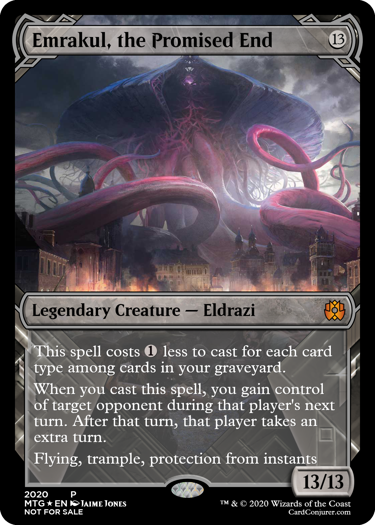 Emrakul, the Promised End 13
Legendary Creature — Eldrazi
This spell costs 1 less to cast for each card
type among cards in your graveyard.
When you cast this spell, you gain control
of target opponent during that player's next
turn. After that turn, that player takes an
extra turn.
Flying, trample, protection from instants
13/13
2020 P
MTG ★ EN Jaime Jones ™ & © 2020 Wizards of the Coast
NOT FOR SALE CardConjurer.com